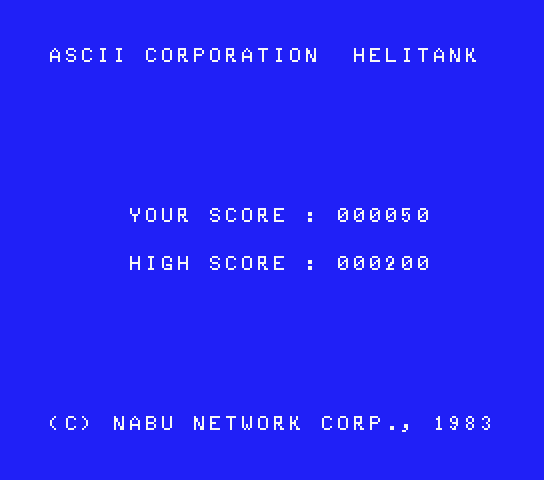 ASCII CORPORATION  HELITANK
YOUR SCORE : 000050
HIGH SCORE : 000200
(C) NABU NETWORK CORP., 1983